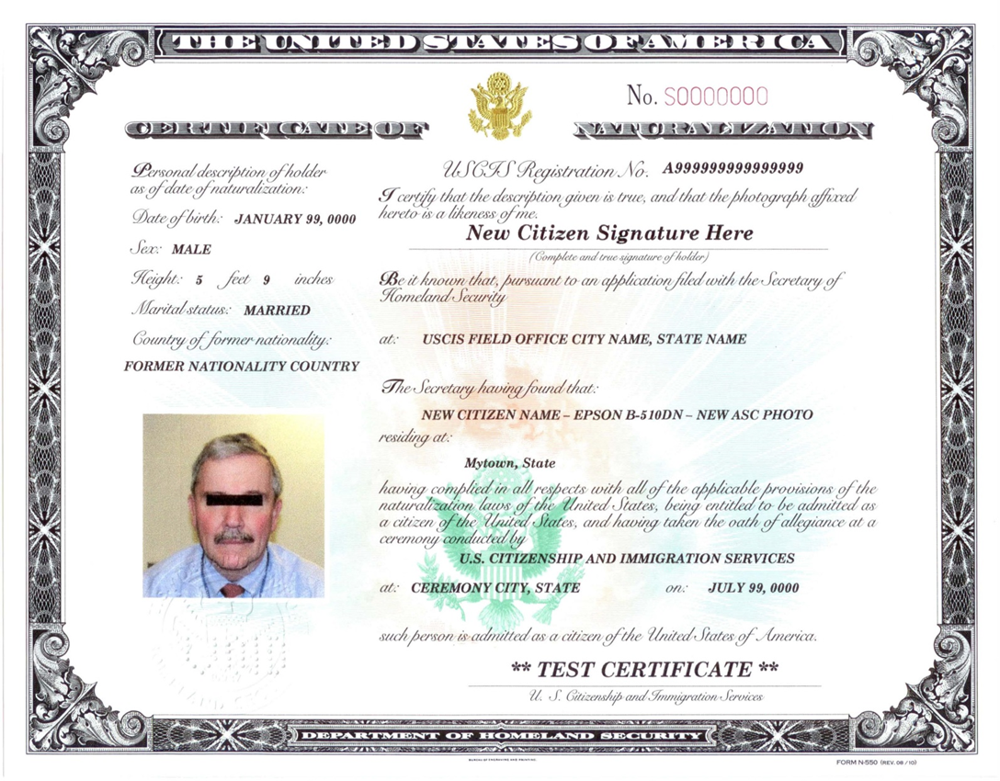 THE UNITED STATES OF AMERICA
No. S0000000
CERTIFICATE OF NATURALIZATION
Personal description of holder
as of date of naturalization:
Date of birth: JANUARY 99, 0000
Sex: MALE
Height: 5 feet 9 inches
Marital status: MARRIED
Country of former nationality:
FORMER NATIONALITY COUNTRY
USCIS Registration No. A999999999999999
I certify that the description given is true, and that the photograph affixed
hereto is a likeness of me.
New Citizen Signature Here
(Complete and true signature of holder)
Be it known that, pursuant to an application filed with the Secretary of
Homeland Security
at: USCIS FIELD OFFICE CITY NAME, STATE NAME
The Secretary having found that:
NEW CITIZEN NAME – EPSON B-510DN – NEW ASC PHOTO
residing at:
Mytown, State
having complied in all respects with all of the applicable provisions of the
naturalization laws of the United States, being entitled to be admitted as
a citizen of the United States, and having taken the oath of allegiance at a
ceremony conducted by
U.S. CITIZENSHIP AND IMMIGRATION SERVICES
at: CEREMONY CITY, STATE on: JULY 99, 0000
such person is admitted as a citizen of the United States of America.
** TEST CERTIFICATE **
U. S. Citizenship and Immigration Services
DEPARTMENT OF HOMELAND SECURITY
BUREAU OF ENGRAVING AND PRINTING
FORM N-550 (REV. 08/10)